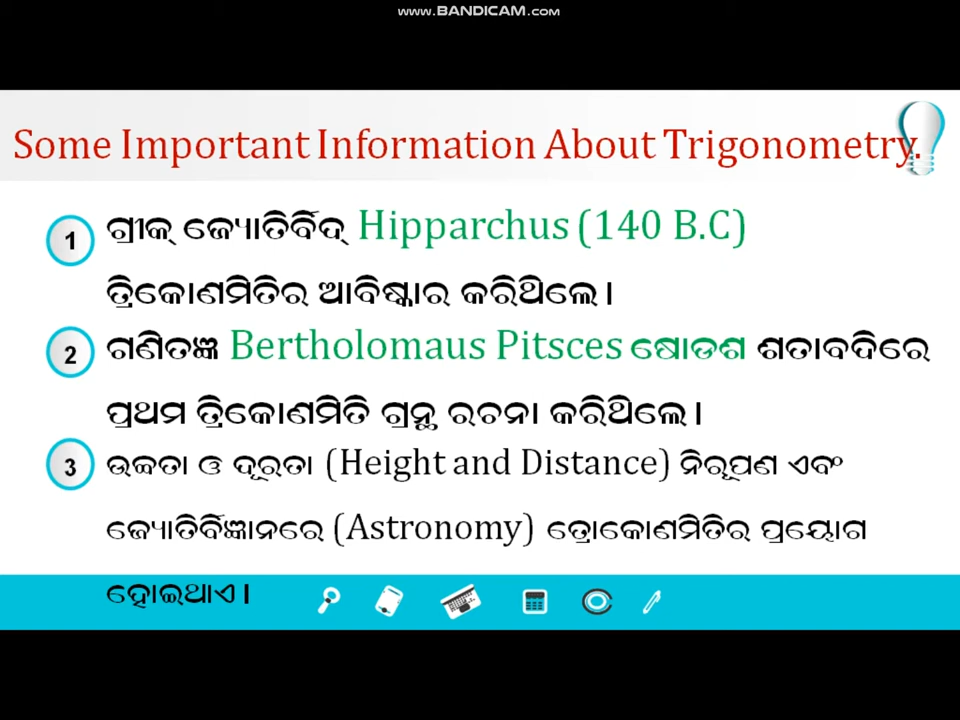 www.BANDICAM.com
Some Important Information About Trigonometry.
1 ଗ୍ରୀକ୍ ଜ୍ୟୋତିର୍ବିଦ୍ Hipparchus (140 B.C)
ତ୍ରିକୋଣମିତିର ଆବିଷ୍କାର କରିଥିଲେ ।
2 ଗଣିତଜ୍ଞ Bertholomaus Pitsces ଷୋଡଶ ଶତାବଦିରେ
ପ୍ରଥମ ତ୍ରିକୋଣମିତି ଗ୍ରନ୍ଥ ରଚନା କରିଥିଲେ ।
3 ଉଚ୍ଚତା ଓ ଦୂରତା (Height and Distance) ନିରୂପଣ ଏବଂ
ଜ୍ୟୋତିର୍ବିଜ୍ଞାନରେ (Astronomy) ତ୍ରୋକୋଣମିତିର ପ୍ରୟୋଗ
ହୋଇଥାଏ ।